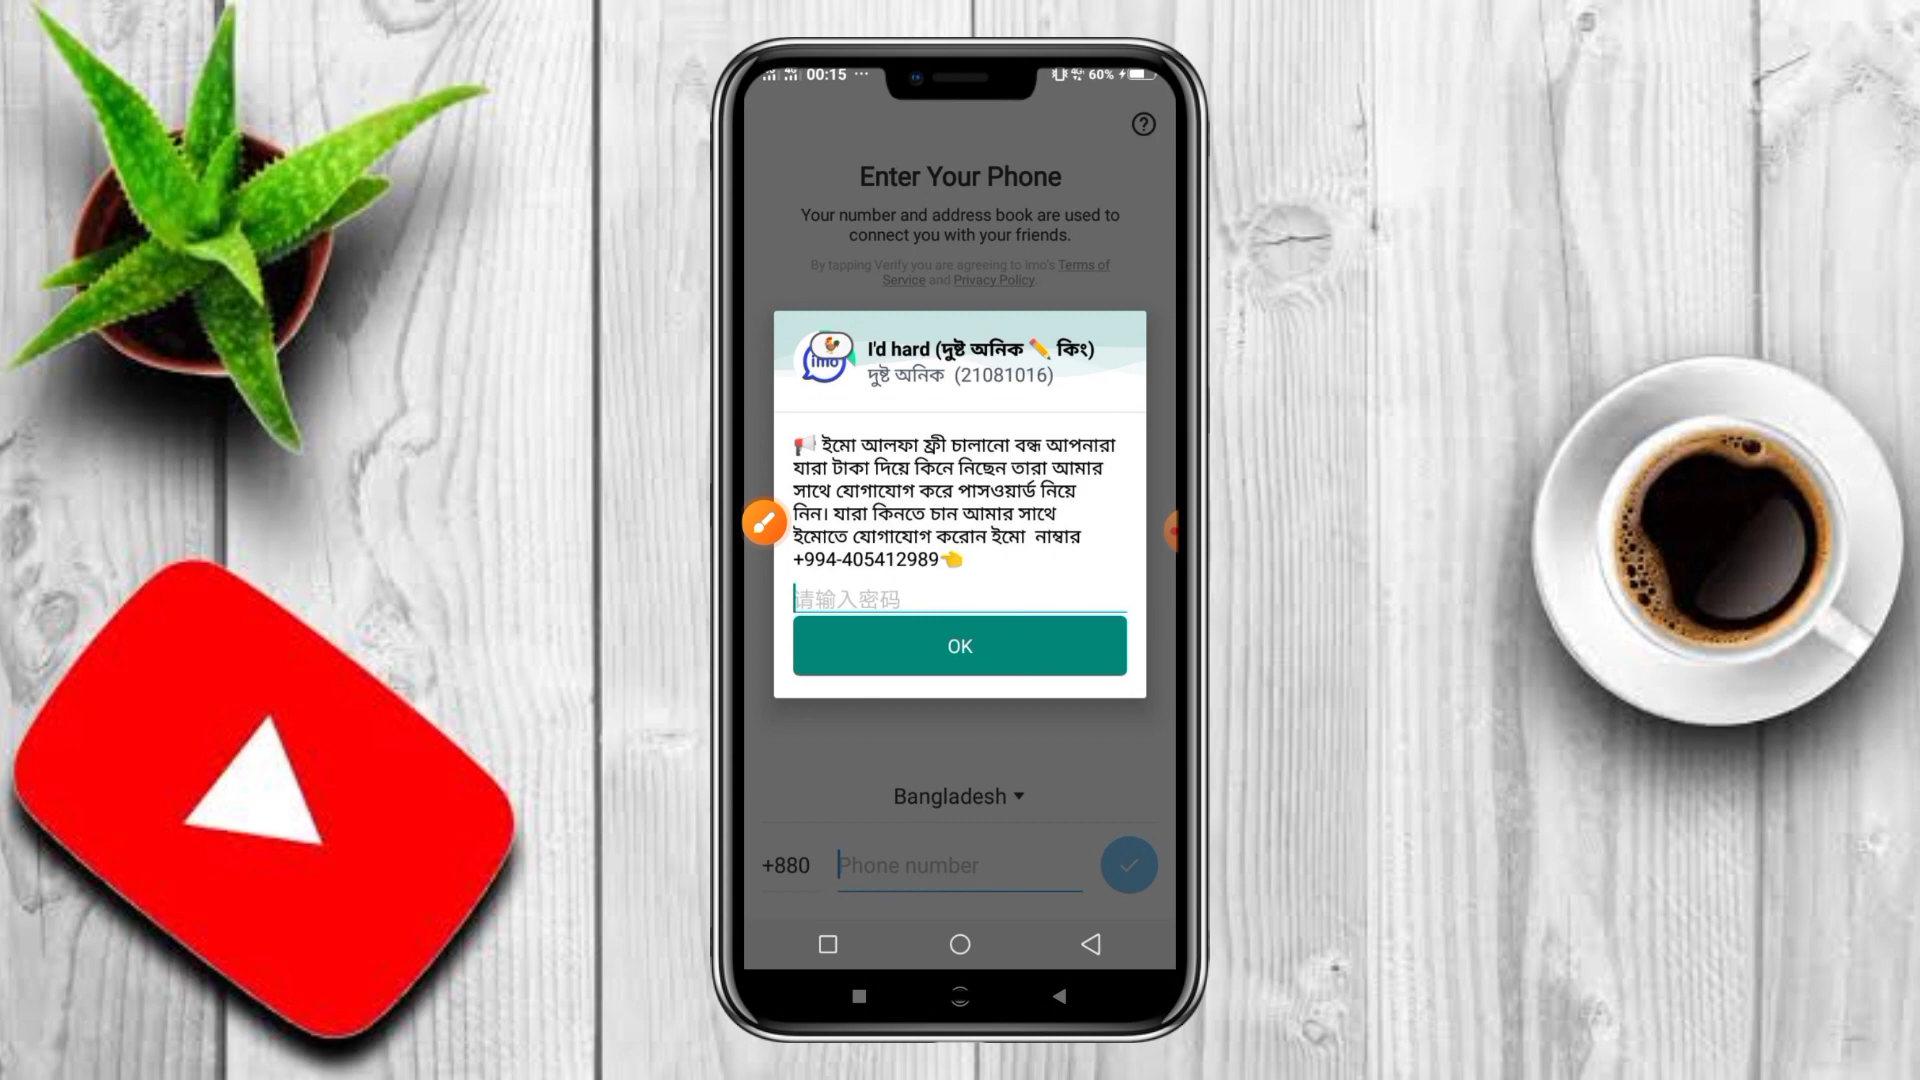 00:15 ...
60%
Enter Your Phone
Your number and address book are used to
connect you with your friends.
By tapping Verify you are agreeing to imo's Terms of
Service and Privacy Policy.
imo
I'd hard (দুষ্ট অনিক ✏️ কিং)
দুষ্ট অনিক (21081016)
📢 ইমো আলফা ফ্রী চালানো বন্ধ আপনারা
যারা টাকা দিয়ে কিনে নিছেন তারা আমার
সাথে যোগাযোগ করে পাসওয়ার্ড নিয়ে
নিন। যারা কিনতে চান আমার সাথে
ইমোতে যোগাযোগ করোন ইমো নাম্বার
+994-405412989👈
请输入密码
OK
Bangladesh
+880 Phone number